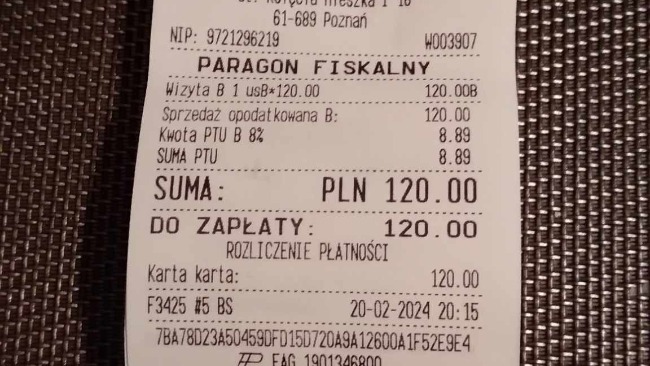 61-689 Poznań
NIP: 9721296219 W003907
PARAGON FISKALNY
Wizyta B 1 usB*120.00 120.00B
Sprzedaż opodatkowana B: 120.00
Kwota PTU B 8% 8.89
SUMA PTU 8.89
SUMA: PLN 120.00
DO ZAPŁATY: 120.00
ROZLICZENIE PŁATNOŚCI
Karta karta: 120.00
F3425 #5 BS 20-02-2024 20:15
7BA78D23A50459DFD15D720A9A12600A1F52E9E4
EAG 1901346800